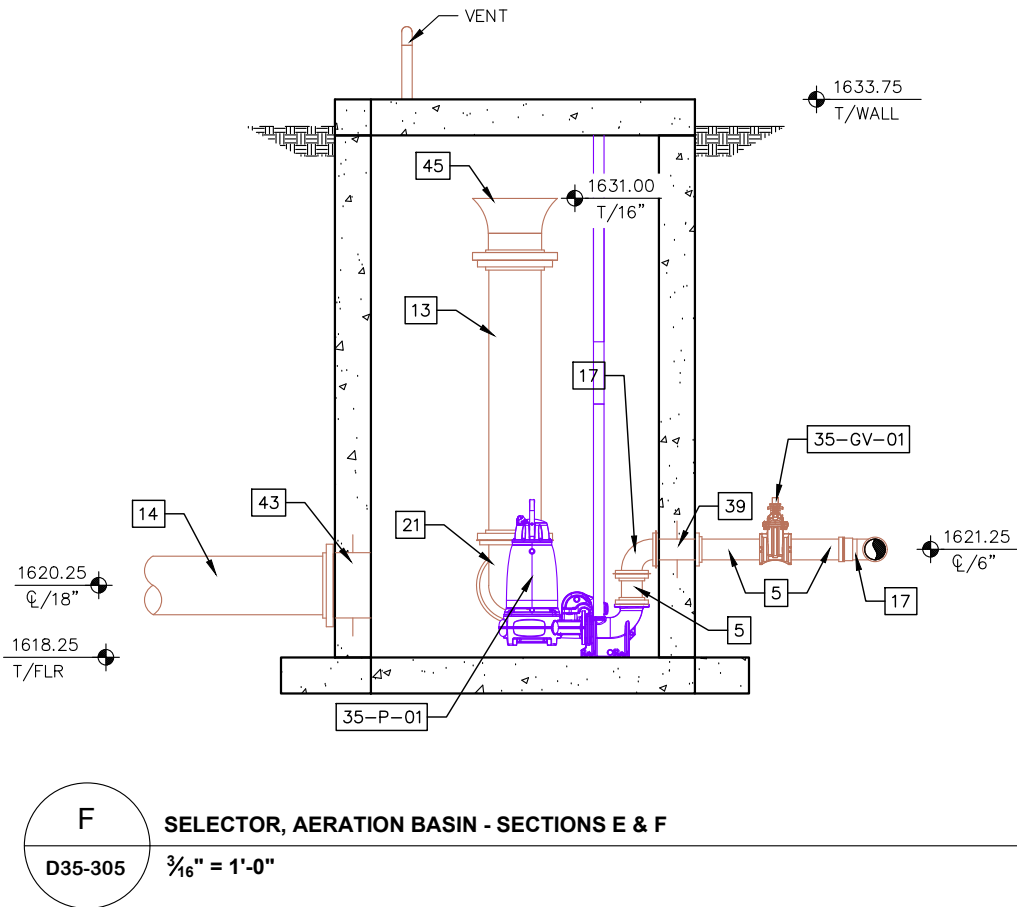 VENT
1633.75
T/WALL
45
1631.00
T/16”
13
17
35-GV-01
14
43
21
39
1620.25
℄/18”
1621.25
℄/6”
5
17
1618.25
T/FLR
5
35-P-01
F
D35-305
SELECTOR, AERATION BASIN - SECTIONS E & F
3⁄16" = 1'-0"